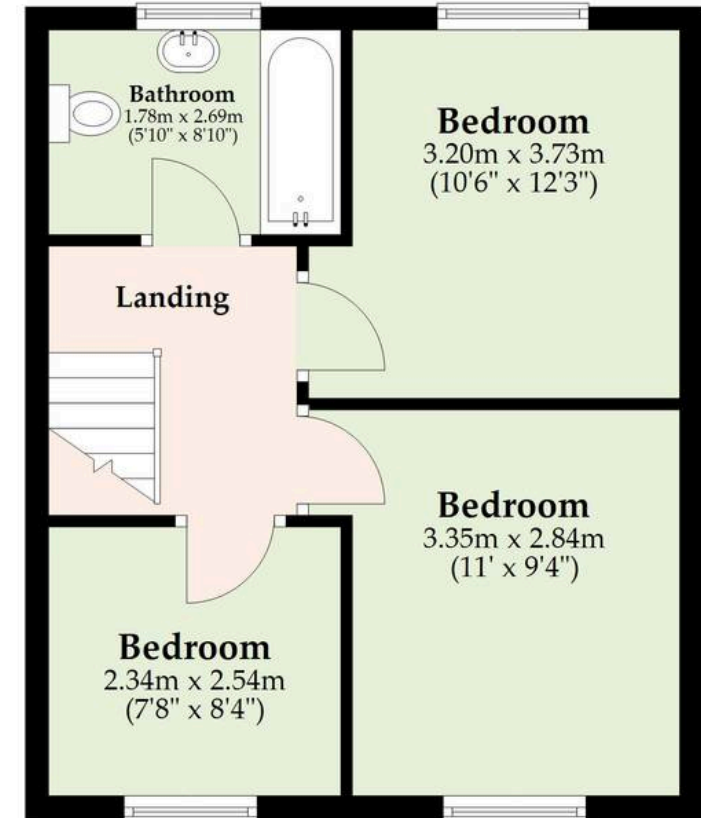 Bathroom
1.78m x 2.69m
(5'10" x 8'10")
Bedroom
3.20m x 3.73m
(10'6" x 12'3")
Landing
Bedroom
3.35m x 2.84m
(11' x 9'4")
Bedroom
2.34m x 2.54m
(7'8" x 8'4")